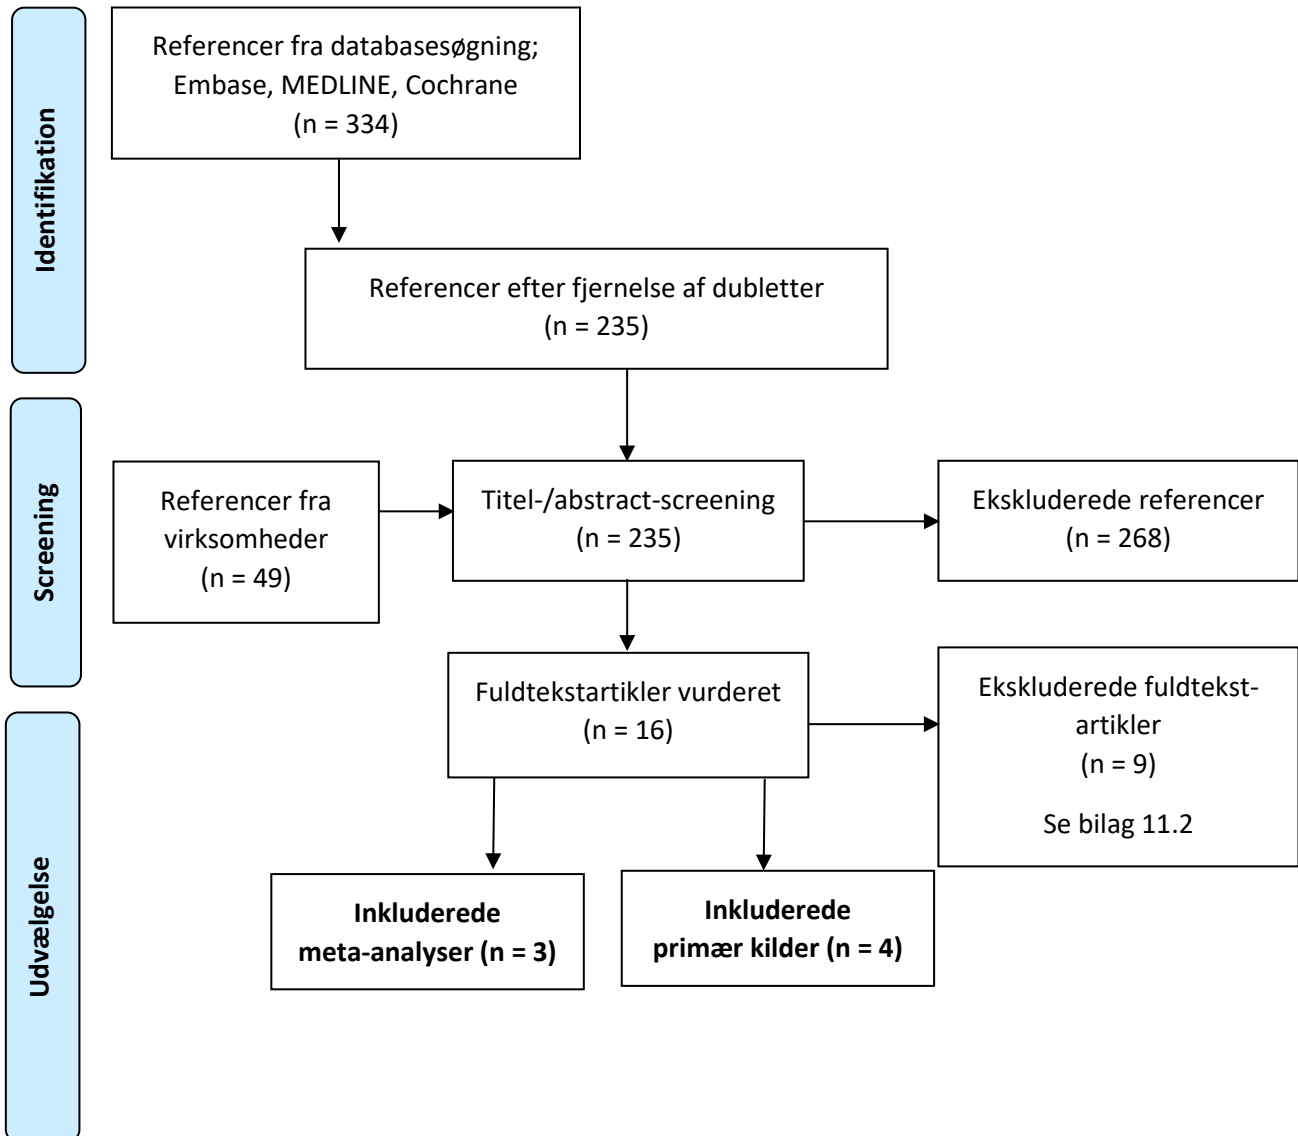 Identifikation
Referencer fra databasesøgning;
Embase, MEDLINE, Cochrane
(n = 334)
Referencer efter fjernelse af dubletter
(n = 235)
Screening
Referencer fra
virksomheder
(n = 49)
Titel-/abstract-screening
(n = 235)
Ekskluderede referencer
(n = 268)
Fuldtekstartikler vurderet
(n = 16)
Ekskluderede fuldtekst-
artikler
(n = 9)
Se bilag 11.2
Udvælgelse
Inkluderede
meta-analyser (n = 3)
Inkluderede
primær kilder (n = 4)